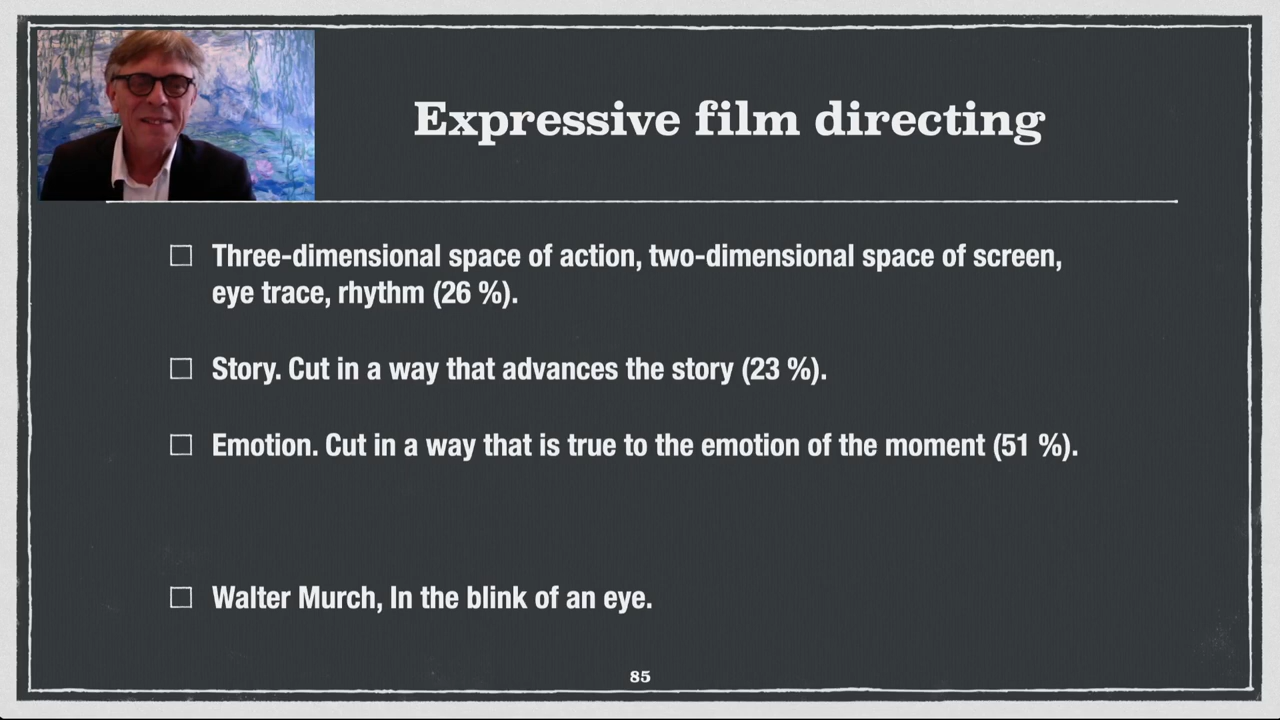 Expressive film directing
Three-dimensional space of action, two-dimensional space of screen,
eye trace, rhythm (26 %).
Story. Cut in a way that advances the story (23 %).
Emotion. Cut in a way that is true to the emotion of the moment (51 %).
Walter Murch, In the blink of an eye.
85